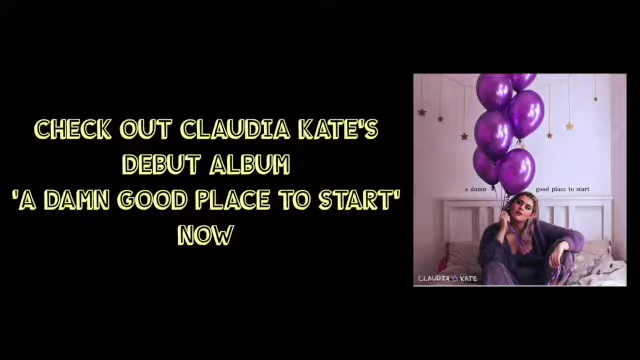 CHECK OUT CLAUDIA KATE'S
DEBUT ALBUM
'A DAMN GOOD PLACE TO START'
NOW
a damn good place to start
CLAUDIA ☆ KATE